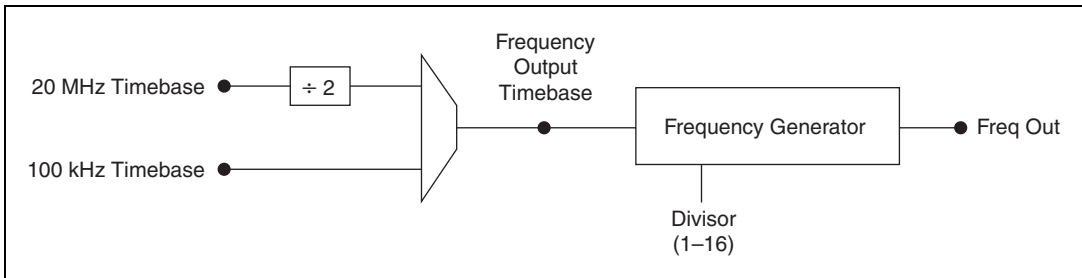 Frequency
Output
Timebase
20 MHz Timebase
÷ 2
Frequency Generator
Freq Out
100 kHz Timebase
Divisor
(1–16)